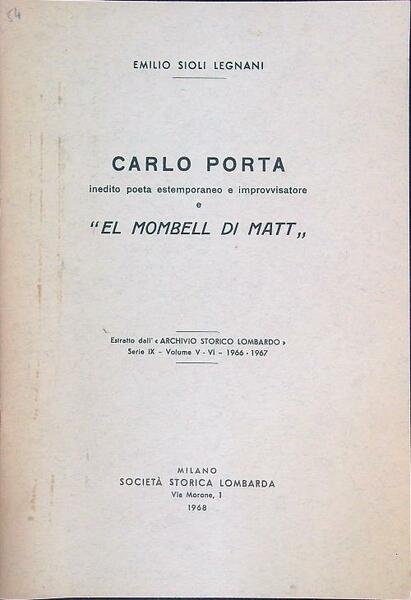 54
EMILIO SIOLI LEGNANI
CARLO PORTA
inedito poeta estemporaneo e improvvisatore
e
"EL MOMBELL DI MATT„
Estratto dall' « ARCHIVIO STORICO LOMBARDO »
Serie IX - Volume V - VI - 1966 - 1967
MILANO
SOCIETÀ STORICA LOMBARDA
Via Morone, 1
1968